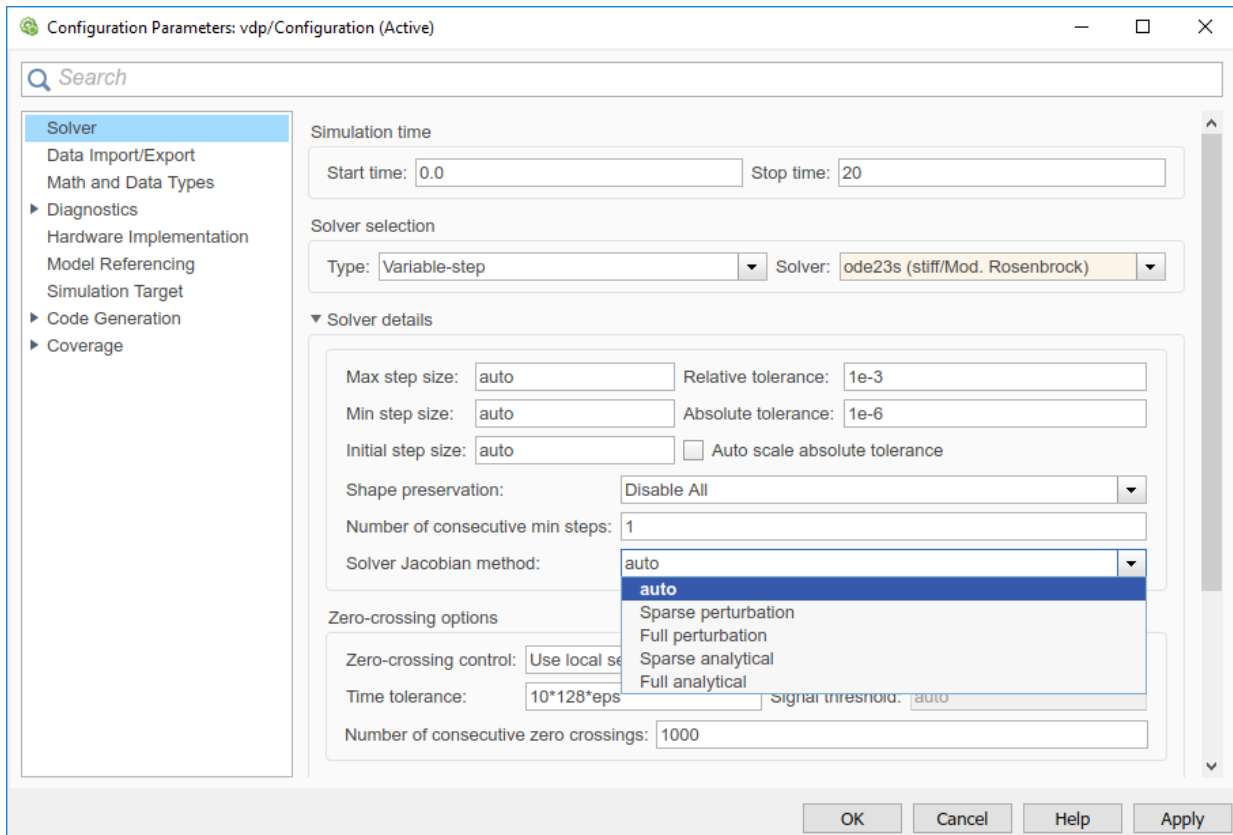 Configuration Parameters: vdp/Configuration (Active)
Search
Solver
Data Import/Export
Math and Data Types
Diagnostics
Hardware Implementation
Model Referencing
Simulation Target
Code Generation
Coverage
Simulation time
Start time: 0.0 Stop time: 20
Solver selection
Type: Variable-step Solver: ode23s (stiff/Mod. Rosenbrock)
Solver details
Max step size: auto Relative tolerance: 1e-3
Min step size: auto Absolute tolerance: 1e-6
Initial step size: auto Auto scale absolute tolerance
Shape preservation: Disable All
Number of consecutive min steps: 1
Solver Jacobian method: auto
auto
Sparse perturbation
Full perturbation
Sparse analytical
Full analytical
Zero-crossing options
Zero-crossing control: Use local se
Time tolerance: 10*128*eps Signal threshold: auto
Number of consecutive zero crossings: 1000
OK Cancel Help Apply